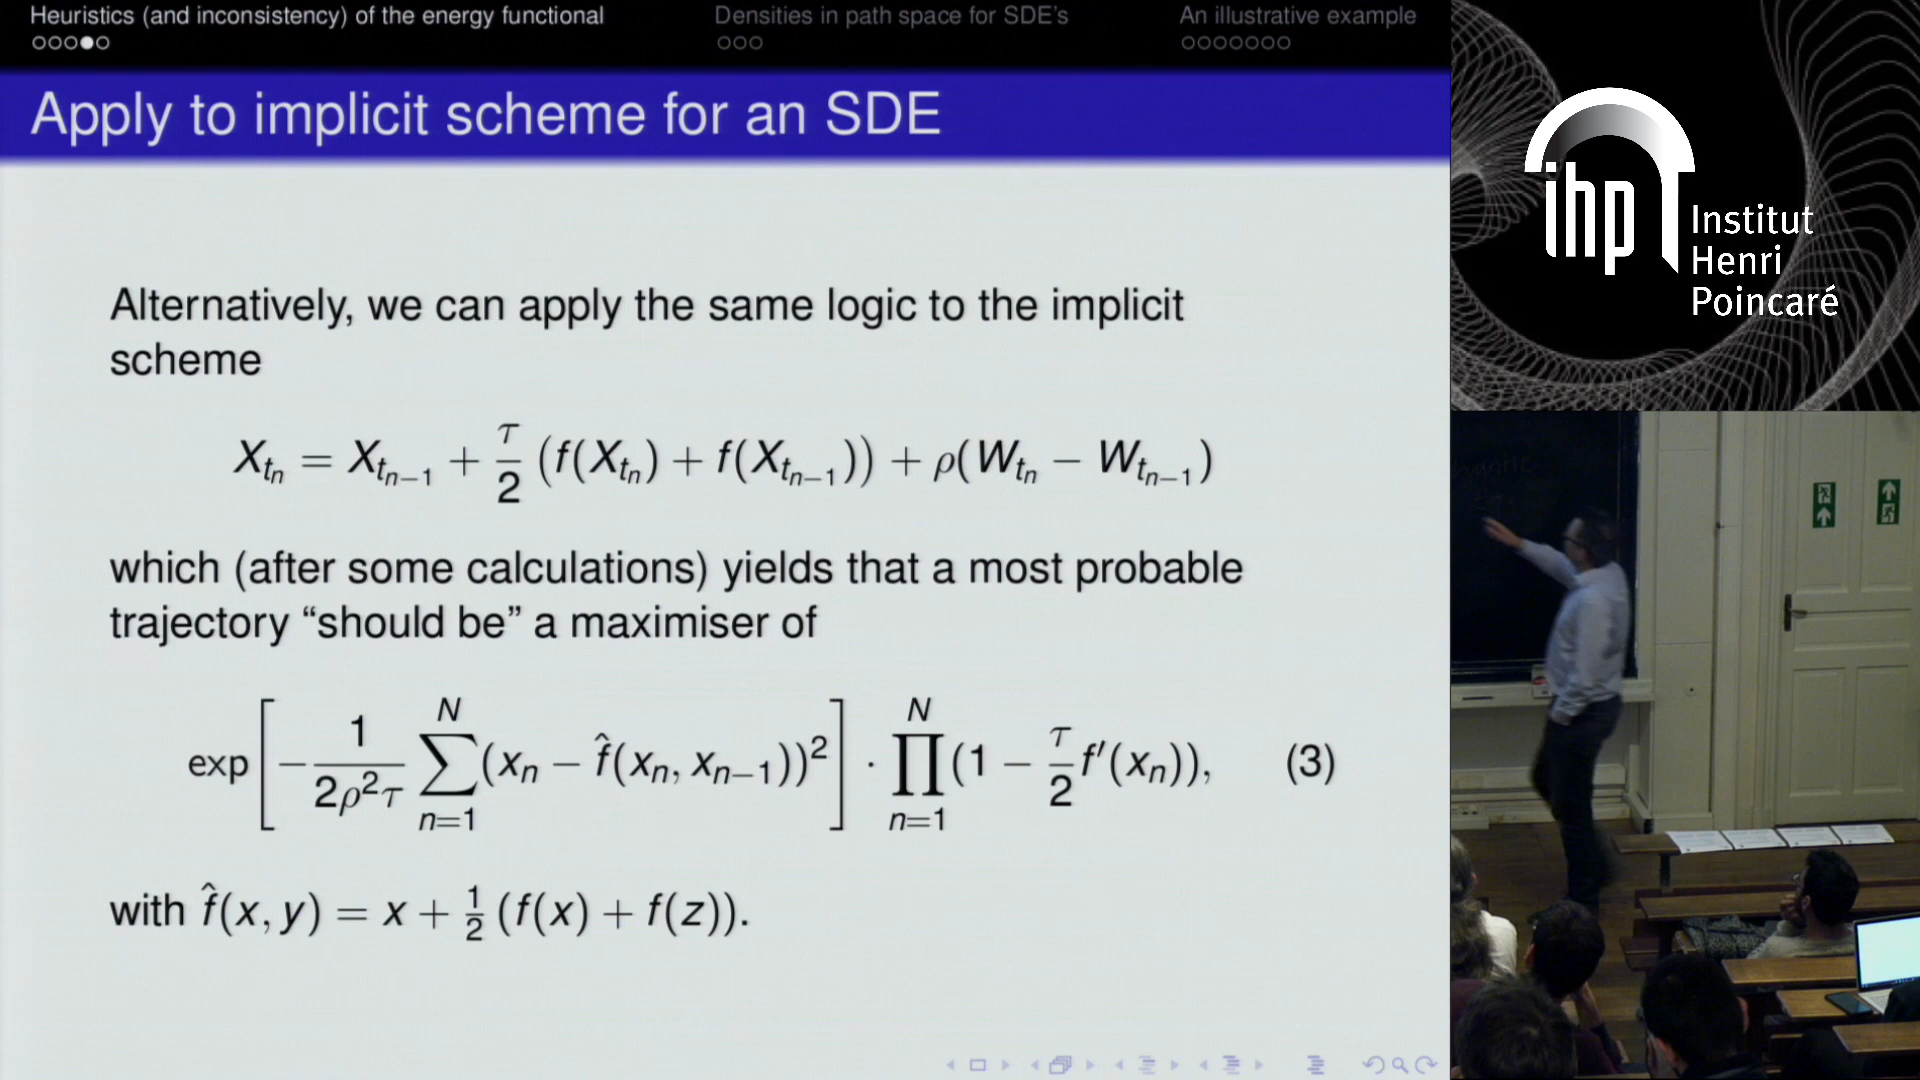 Heuristics (and inconsistency) of the energy functional
Densities in path space for SDE's
An illustrative example
Apply to implicit scheme for an SDE
Alternatively, we can apply the same logic to the implicit
scheme
X_{t_n} = X_{t_{n−1}} + τ/2 (f(X_{t_n}) + f(X_{t_{n−1}})) + ρ(W_{t_n} − W_{t_{n−1}})
which (after some calculations) yields that a most probable
trajectory “should be” a maximiser of
exp[−1/(2ρ²τ) ∑_{n=1}^{N} (x_n − f̂(x_n, x_{n−1}))²] · ∏_{n=1}^{N} (1 − τ/2 f′(x_n)), (3)
with f̂(x, y) = x + ½ (f(x) + f(z)).
ihp
Institut
Henri
Poincaré